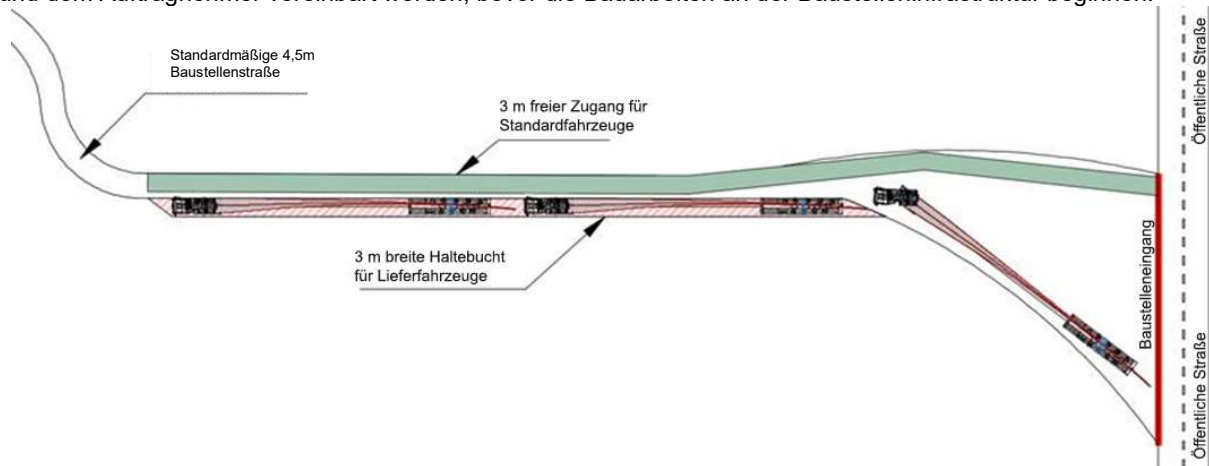 und dem Auftragnehmer vereinbart werden, bevor die Bauarbeiten an der Baustelleninfrastruktur beginnen.
Standardmäßige 4,5m
Baustellenstraße
3 m freier Zugang für
Standardfahrzeuge
3 m breite Haltebucht
für Lieferfahrzeuge
Baustelleneingang
Öffentliche Straße
Öffentliche Straße